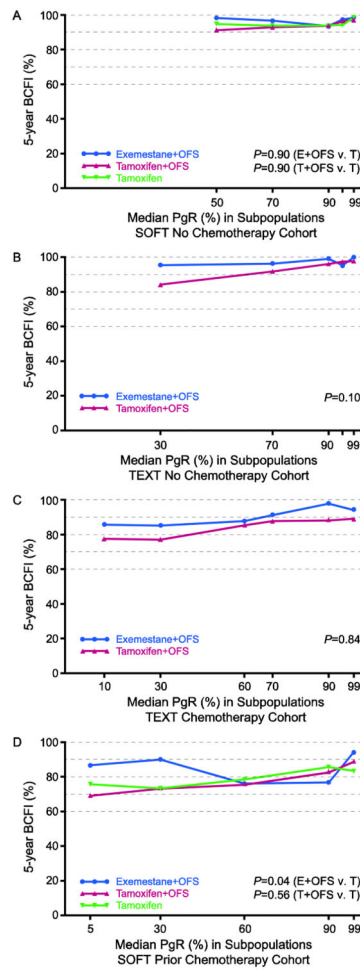 A
5-year BCFI (%)
100
80
60
40
20
0
Exemestane+OFS
Tamoxifen+OFS
Tamoxifen
P=0.90 (E+OFS v. T)
P=0.90 (T+OFS v. T)
50 70 90 99
Median PgR (%) in Subpopulations
SOFT No Chemotherapy Cohort
B
5-year BCFI (%)
100
80
60
40
20
0
Exemestane+OFS
Tamoxifen+OFS
P=0.10
30 70 90 99
Median PgR (%) in Subpopulations
TEXT No Chemotherapy Cohort
C
5-year BCFI (%)
100
80
60
40
20
0
Exemestane+OFS
Tamoxifen+OFS
P=0.84
10 30 60 70 90 99
Median PgR (%) in Subpopulations
TEXT Chemotherapy Cohort
D
5-year BCFI (%)
100
80
60
40
20
0
Exemestane+OFS
Tamoxifen+OFS
Tamoxifen
P=0.04 (E+OFS v. T)
P=0.56 (T+OFS v. T)
5 30 60 90 99
Median PgR (%) in Subpopulations
SOFT Prior Chemotherapy Cohort